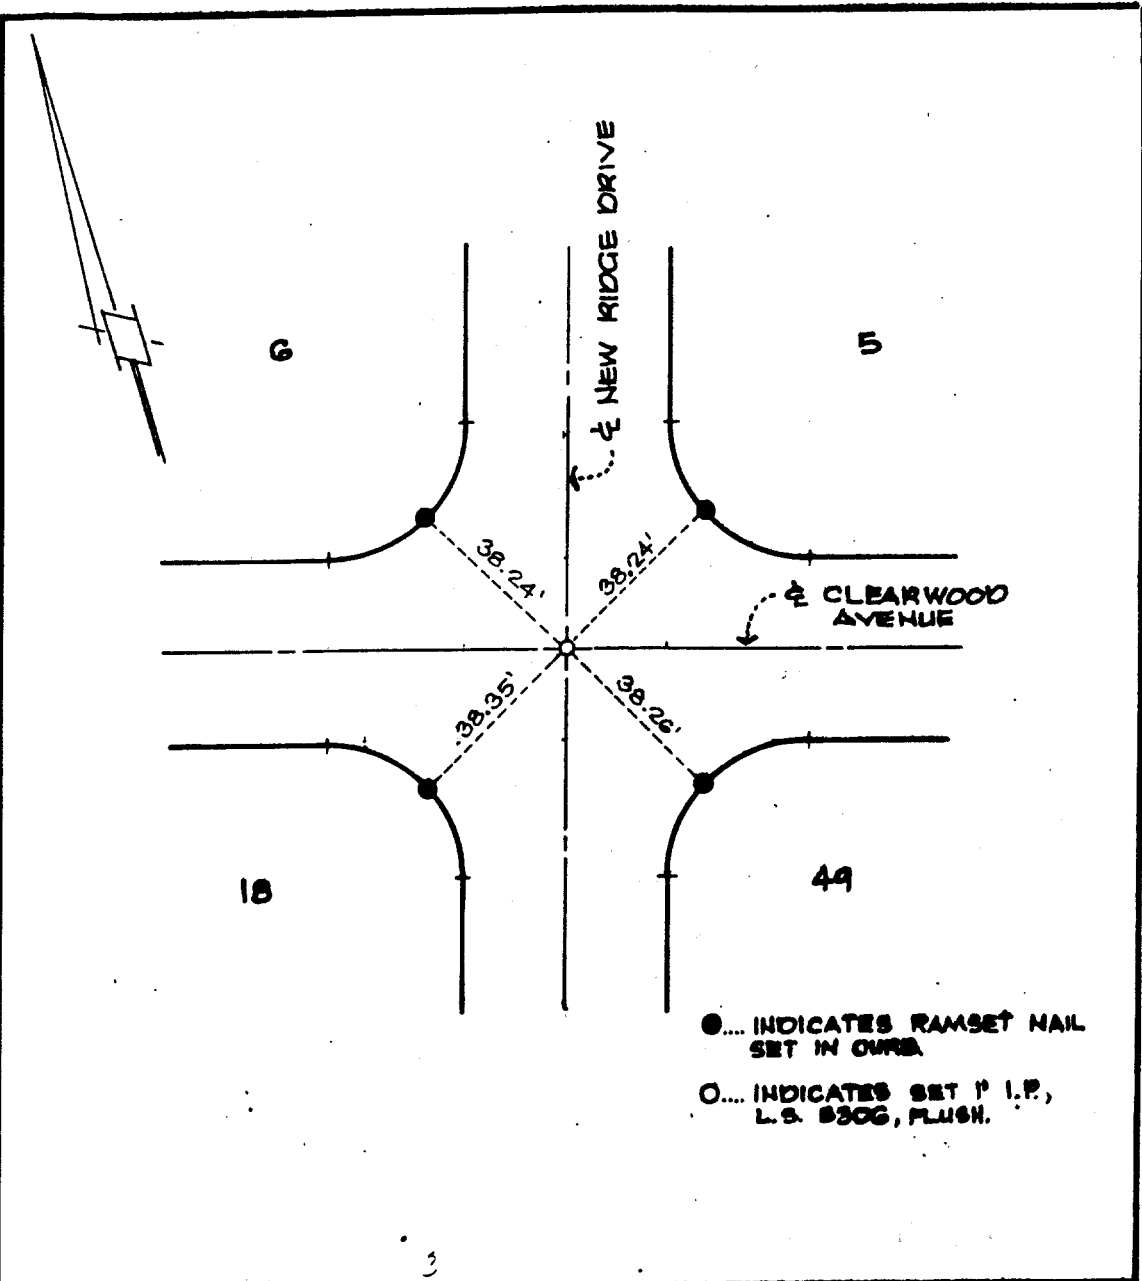 ℄ NEW RIDGE DRIVE
6
5
38.24'
38.24'
℄ CLEARWOOD
AVENUE
38.35'
38.26'
18
49
●.... INDICATES RAMSET NAIL
SET IN CURB.
○.... INDICATES SET 1" I.P.,
L.S. , FLUSH.
3